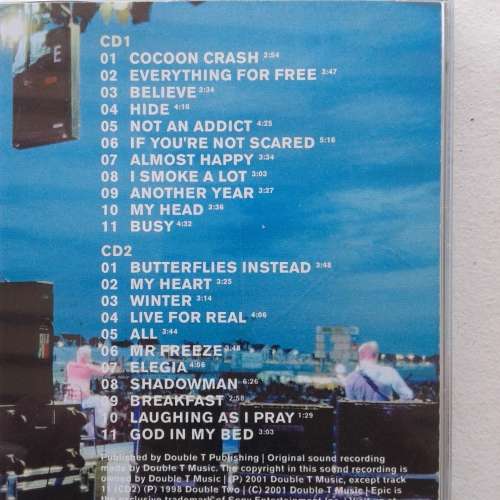 E
CD1
01 COCOON CRASH 3:54
02 EVERYTHING FOR FREE 3:47
03 BELIEVE 3:34
04 HIDE 4:16
05 NOT AN ADDICT 4:25
06 IF YOU'RE NOT SCARED 5:16
07 ALMOST HAPPY 3:34
08 I SMOKE A LOT 3:03
09 ANOTHER YEAR 3:27
10 MY HEAD 3:36
11 BUSY 4:32
CD2
01 BUTTERFLIES INSTEAD 3:48
02 MY HEART 3:25
03 WINTER 3:14
04 LIVE FOR REAL 4:06
05 ALL 3:44
06 MR FREEZE 3:48
07 ELEGIA 4:06
08 SHADOWMAN 6:26
09 BREAKFAST 2:58
10 LAUGHING AS I PRAY 1:29
11 GOD IN MY BED 3:03
Published by Double T Publishing | Original sound recording
made by Double T Music. The copyright in this sound recording is
owned by Double T Music | (P) 2001 Double T Music, except track
11 (CD2) (P) 1998 Double Two | (C) 2001 Double T Music | Epic is